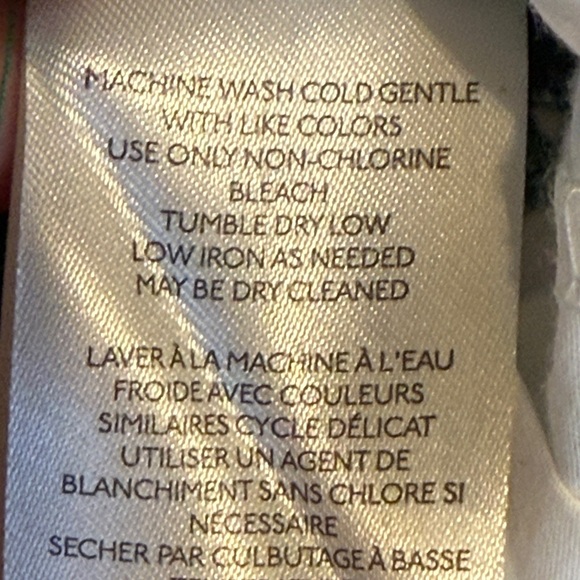 MACHINE WASH COLD GENTLE
WITH LIKE COLORS
USE ONLY NON-CHLORINE
BLEACH
TUMBLE DRY LOW
LOW IRON AS NEEDED
MAY BE DRY CLEANED
LAVER À LA MACHINE À L'EAU
FROIDE AVEC COULEURS
SIMILAIRES CYCLE DÉLICAT
UTILISER UN AGENT DE
BLANCHIMENT SANS CHLORE SI
NÉCESSAIRE
SECHER PAR CULBUTAGE À BASSE